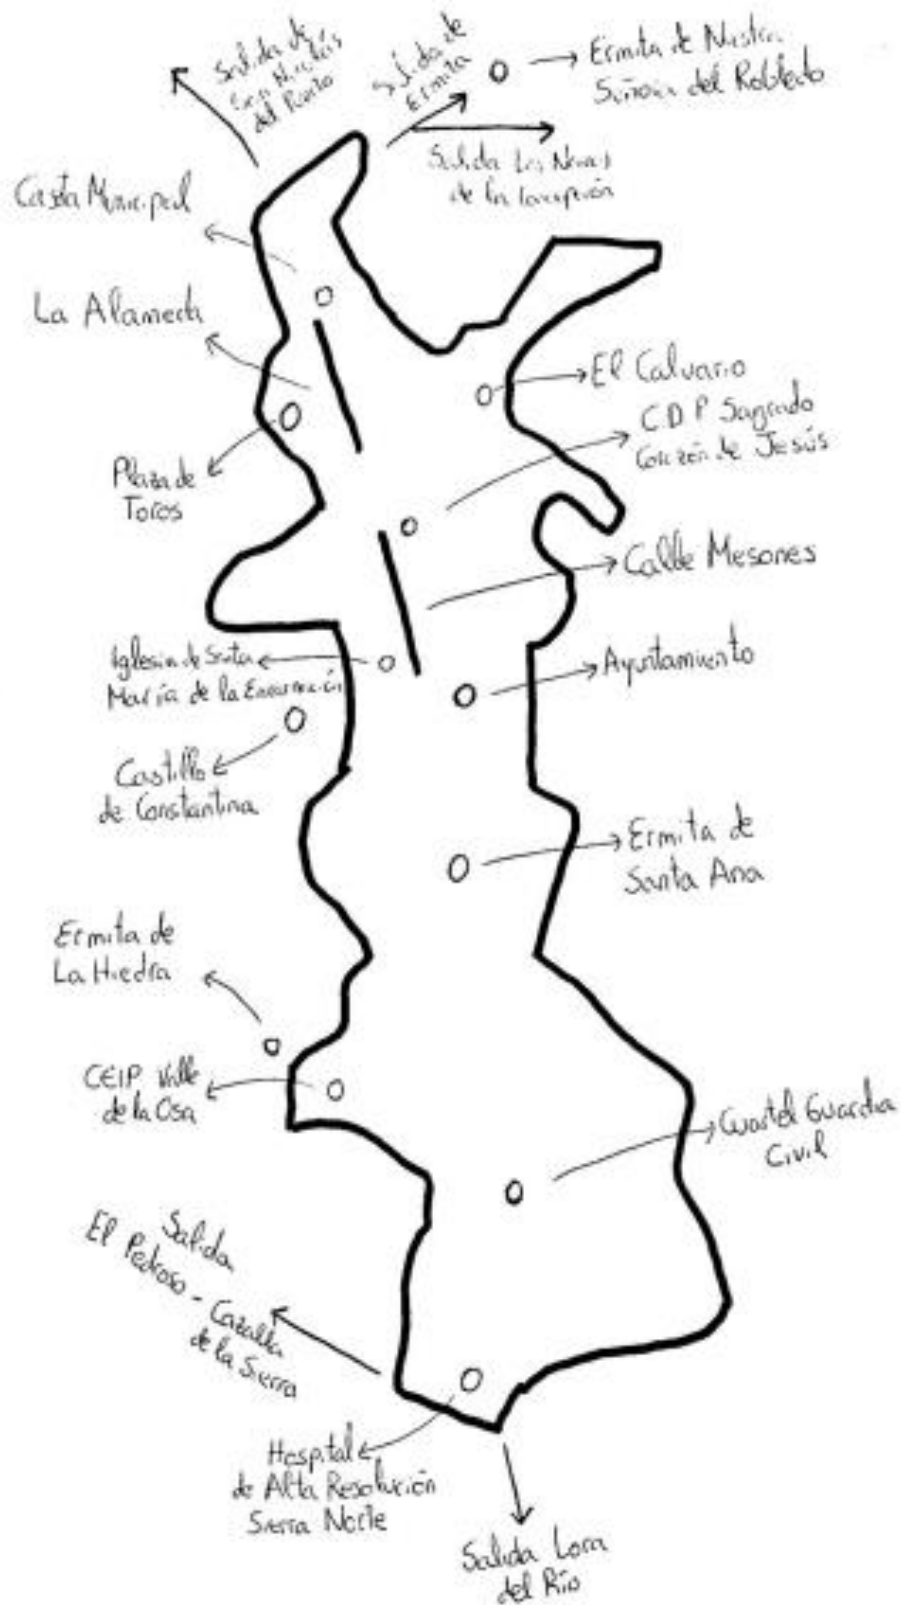 Salida de
San Nicolás
del Puerto
Salida de
Ermita
Ermita de Nuestra
Señora del Robledo
Salida Las Navas
de la Concepción
Caseta Municipal
La Alameda
El Calvario
C.D.P Sagrado
Corazón de Jesús
Plaza de
Toros
Calle Mesones
Iglesia de Santa
María de la Encarnación
Ayuntamiento
Castillo
de Constantina
Ermita de
Santa Ana
Ermita de
La Hiedra
CEIP Valle
de la Osa
Cuartel Guardia
Civil
Salida
El Pedroso - Cazalla
de la Sierra
Hospital
de Alta Resolución
Sierra Norte
Salida Lora
del Río